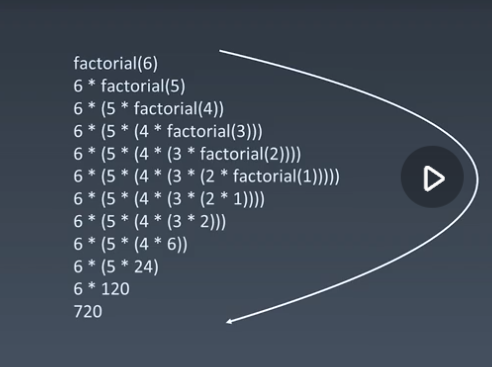 factorial(6)
6 * factorial(5)
6 * (5 * factorial(4))
6 * (5 * (4 * factorial(3)))
6 * (5 * (4 * (3 * factorial(2))))
6 * (5 * (4 * (3 * (2 * factorial(1)))))
6 * (5 * (4 * (3 * (2 * 1))))
6 * (5 * (4 * (3 * 2)))
6 * (5 * (4 * 6))
6 * (5 * 24)
6 * 120
720